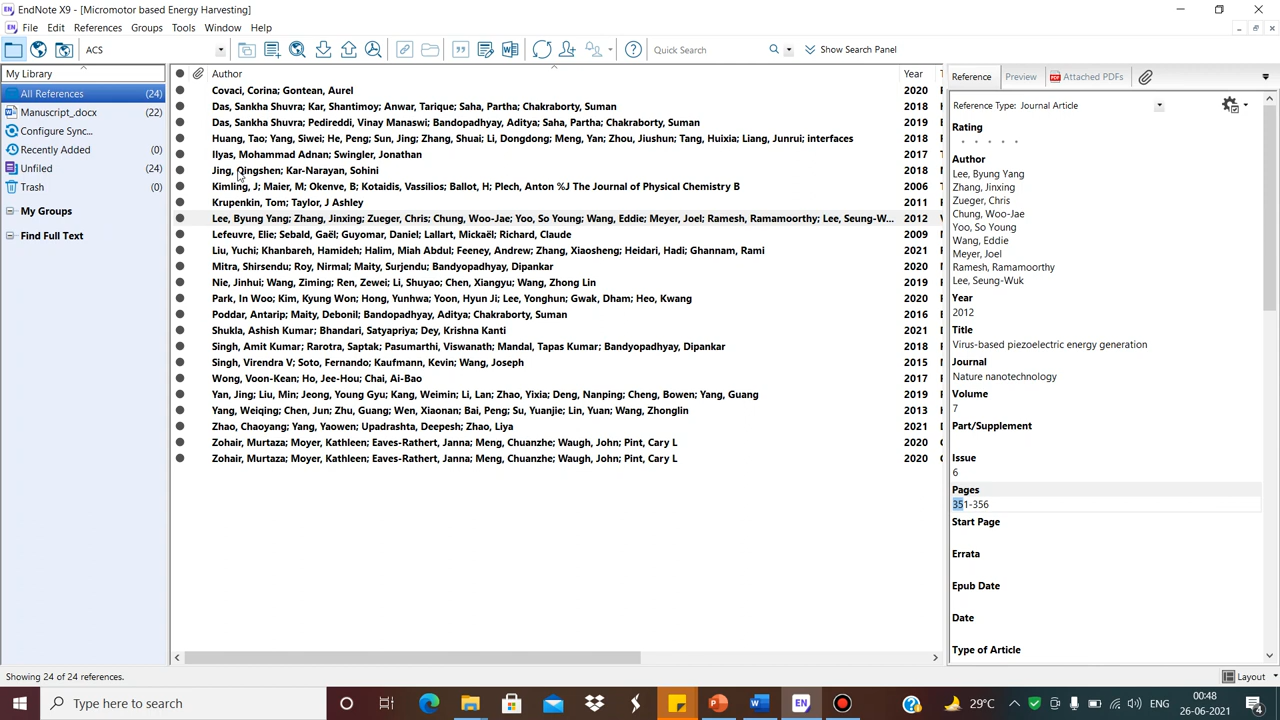 EndNote X9 - [Micromotor based Energy Harvesting]
File Edit References Groups Tools Window Help
ACS Quick Search Show Search Panel
My Library
All References (24)
Manuscript_.docx (22)
Configure Sync...
Recently Added (0)
Unfiled (24)
Trash (0)
My Groups
Find Full Text
Author Year
Covaci, Corina; Gontean, Aurel 2020
Das, Sankha Shuvra; Kar, Shantimoy; Anwar, Tarique; Saha, Partha; Chakraborty, Suman 2018
Das, Sankha Shuvra; Pedireddi, Vinay Manaswi; Bandopadhyay, Aditya; Saha, Partha; Chakraborty, Suman 2019
Huang, Tao; Yang, Siwei; He, Peng; Sun, Jing; Zhang, Shuai; Li, Dongdong; Meng, Yan; Zhou, Jiushun; Tang, Huixia; Liang, Junrui; interfaces 2018
Ilyas, Mohammad Adnan; Swingler, Jonathan 2017
Jing, Qingshen; Kar-Narayan, Sohini 2018
Kimling, J; Maier, M; Okenve, B; Kotaidis, Vassilios; Ballot, H; Plech, Anton %J The Journal of Physical Chemistry B 2006
Krupenkin, Tom; Taylor, J Ashley 2011
Lee, Byung Yang; Zhang, Jinxing; Zueger, Chris; Chung, Woo-Jae; Yoo, So Young; Wang, Eddie; Meyer, Joel; Ramesh, Ramamoorthy; Lee, Seung-W... 2012
Lefeuvre, Elie; Sebald, Gaël; Guyomar, Daniel; Lallart, Mickaël; Richard, Claude 2009
Liu, Yuchi; Khanbareh, Hamideh; Halim, Miah Abdul; Feeney, Andrew; Zhang, Xiaosheng; Heidari, Hadi; Ghannam, Rami 2021
Mitra, Shirsendu; Roy, Nirmal; Maity, Surjendu; Bandyopadhyay, Dipankar 2020
Nie, Jinhui; Wang, Ziming; Ren, Zewei; Li, Shuyao; Chen, Xiangyu; Wang, Zhong Lin 2019
Park, In Woo; Kim, Kyung Won; Hong, Yunhwa; Yoon, Hyun Ji; Lee, Yonghun; Gwak, Dham; Heo, Kwang 2020
Poddar, Antarip; Maity, Debonil; Bandopadhyay, Aditya; Chakraborty, Suman 2016
Shukla, Ashish Kumar; Bhandari, Satyapriya; Dey, Krishna Kanti 2021
Singh, Amit Kumar; Rarotra, Saptak; Pasumarthi, Viswanath; Mandal, Tapas Kumar; Bandyopadhyay, Dipankar 2018
Singh, Virendra V; Soto, Fernando; Kaufmann, Kevin; Wang, Joseph 2015
Wong, Voon-Kean; Ho, Jee-Hou; Chai, Ai-Bao 2017
Yan, Jing; Liu, Min; Jeong, Young Gyu; Kang, Weimin; Li, Lan; Zhao, Yixia; Deng, Nanping; Cheng, Bowen; Yang, Guang 2019
Yang, Weiqing; Chen, Jun; Zhu, Guang; Wen, Xiaonan; Bai, Peng; Su, Yuanjie; Lin, Yuan; Wang, Zhonglin 2013
Zhao, Chaoyang; Yang, Yaowen; Upadrashta, Deepesh; Zhao, Liya 2021
Zohair, Murtaza; Moyer, Kathleen; Eaves-Rathert, Janna; Meng, Chuanzhe; Waugh, John; Pint, Cary L 2020
Zohair, Murtaza; Moyer, Kathleen; Eaves-Rathert, Janna; Meng, Chuanzhe; Waugh, John; Pint, Cary L 2020
Reference Preview Attached PDFs
Reference Type: Journal Article
Rating
Author
Lee, Byung Yang
Zhang, Jinxing
Zueger, Chris
Chung, Woo-Jae
Yoo, So Young
Wang, Eddie
Meyer, Joel
Ramesh, Ramamoorthy
Lee, Seung-Wuk
Year
2012
Title
Virus-based piezoelectric energy generation
Journal
Nature nanotechnology
Volume
7
Part/Supplement
Issue
6
Pages
351-356
Start Page
Errata
Epub Date
Date
Type of Article
Showing 24 of 24 references.
Layout
Type here to search
29°C
ENG
00:48
26-06-2021
4